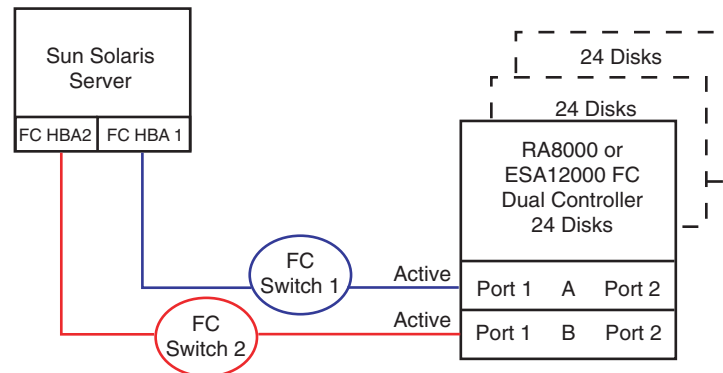 Sun Solaris
Server
FC HBA2
FC HBA 1
24 Disks
24 Disks
RA8000 or
ESA12000 FC
Dual Controller
24 Disks
FC
Switch 1
Active
Port 1 A Port 2
FC
Switch 2
Active
Port 1 B Port 2